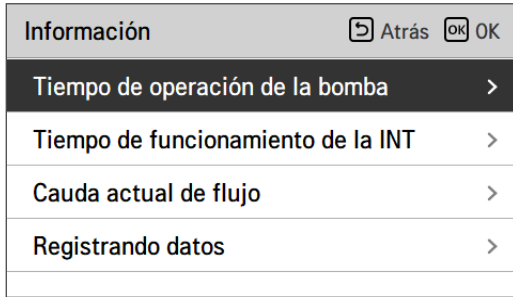 Información Atrás OK OK
Tiempo de operación de la bomba
Tiempo de funcionamiento de la INT
Cauda actual de flujo
Registrando datos